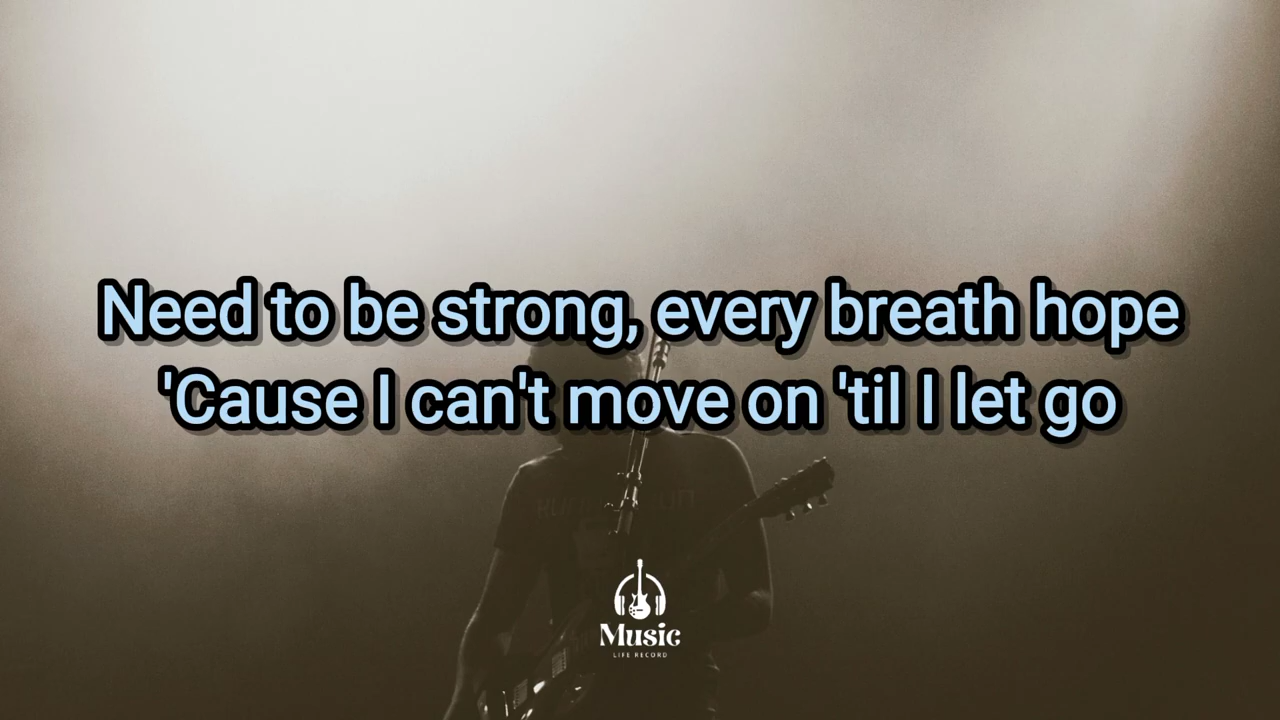 Need to be strong, every breath hope
'Cause I can't move on 'til I let go
Music
LIFE RECORD